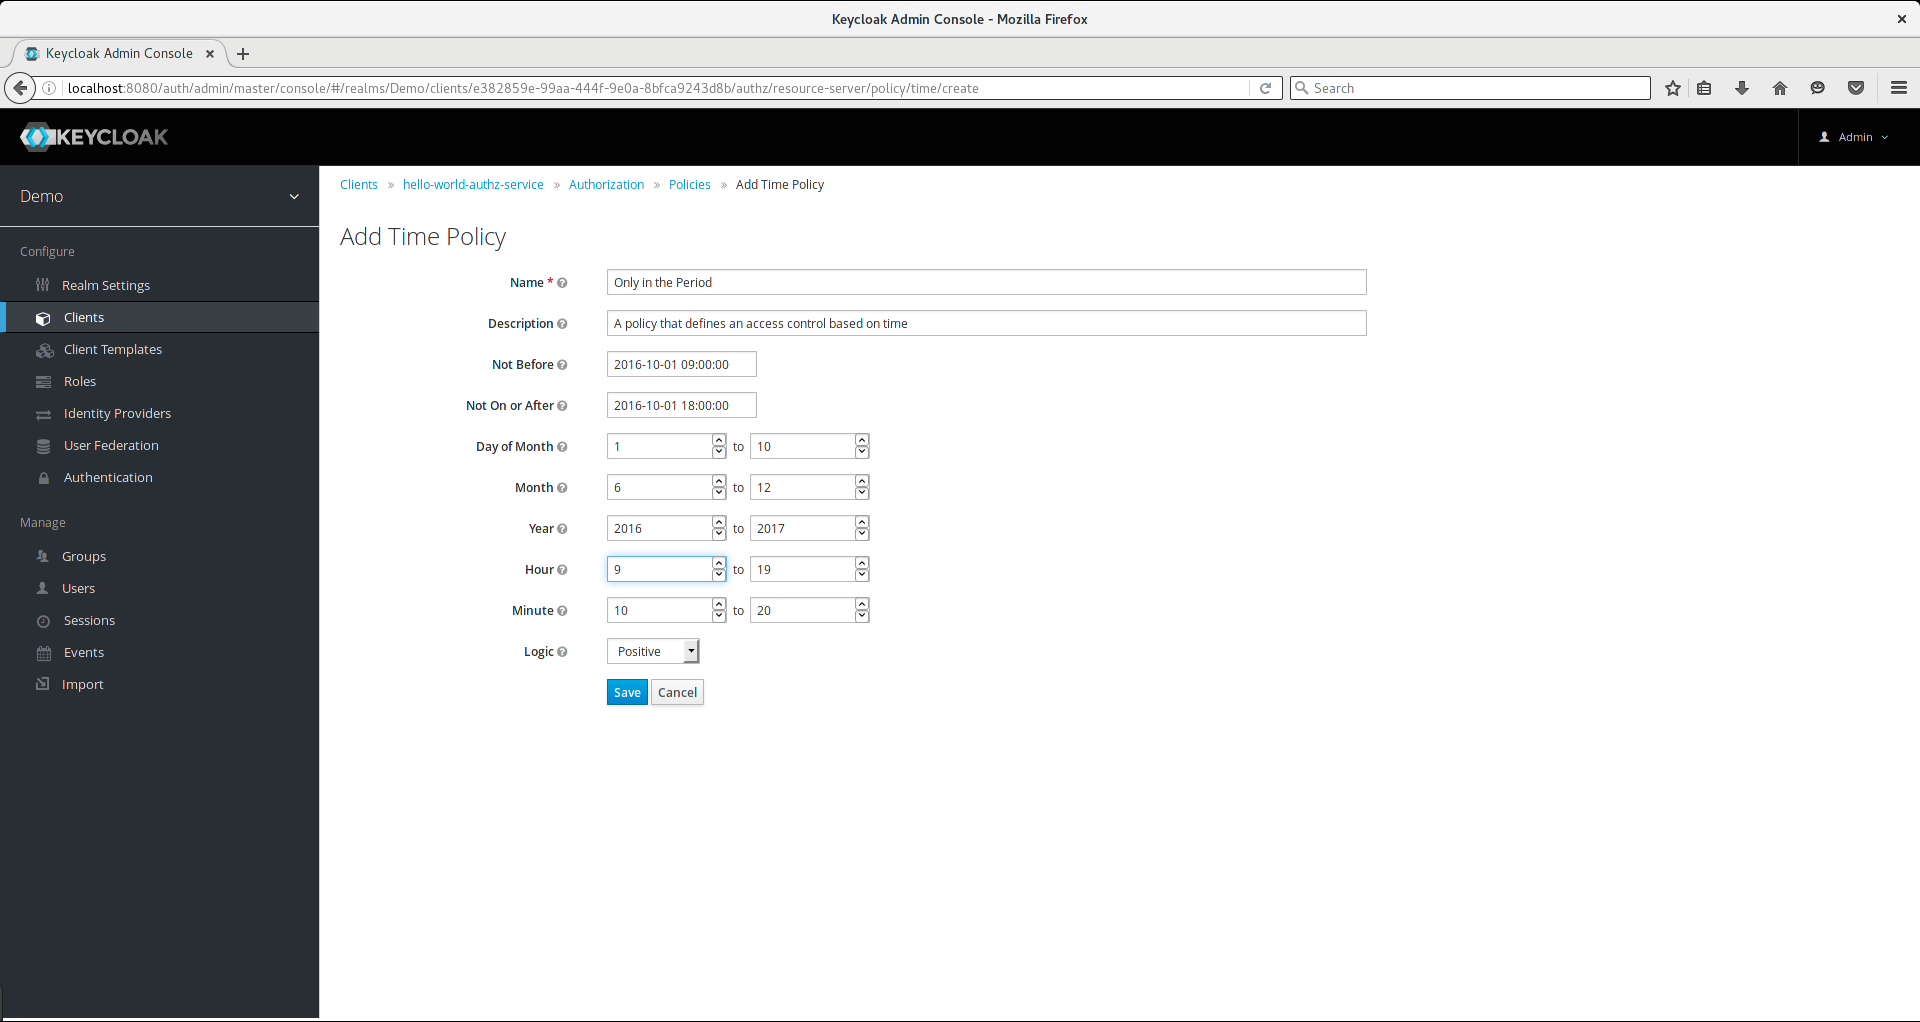 Keycloak Admin Console - Mozilla Firefox
Keycloak Admin Console
localhost:8080/auth/admin/master/console/#/realms/Demo/clients/e382859e-99aa-444f-9e0a-8bfca9243d8b/authz/resource-server/policy/time/create
Search
KEYCLOAK
Admin
Demo
Configure
Realm Settings
Clients
Client Templates
Roles
Identity Providers
User Federation
Authentication
Manage
Groups
Users
Sessions
Events
Import
Clients » hello-world-authz-service » Authorization » Policies » Add Time Policy
Add Time Policy
Name * Only in the Period
Description A policy that defines an access control based on time
Not Before 2016-10-01 09:00:00
Not On or After 2016-10-01 18:00:00
Day of Month 1 to 10
Month 6 to 12
Year 2016 to 2017
Hour 9 to 19
Minute 10 to 20
Logic Positive
Save Cancel